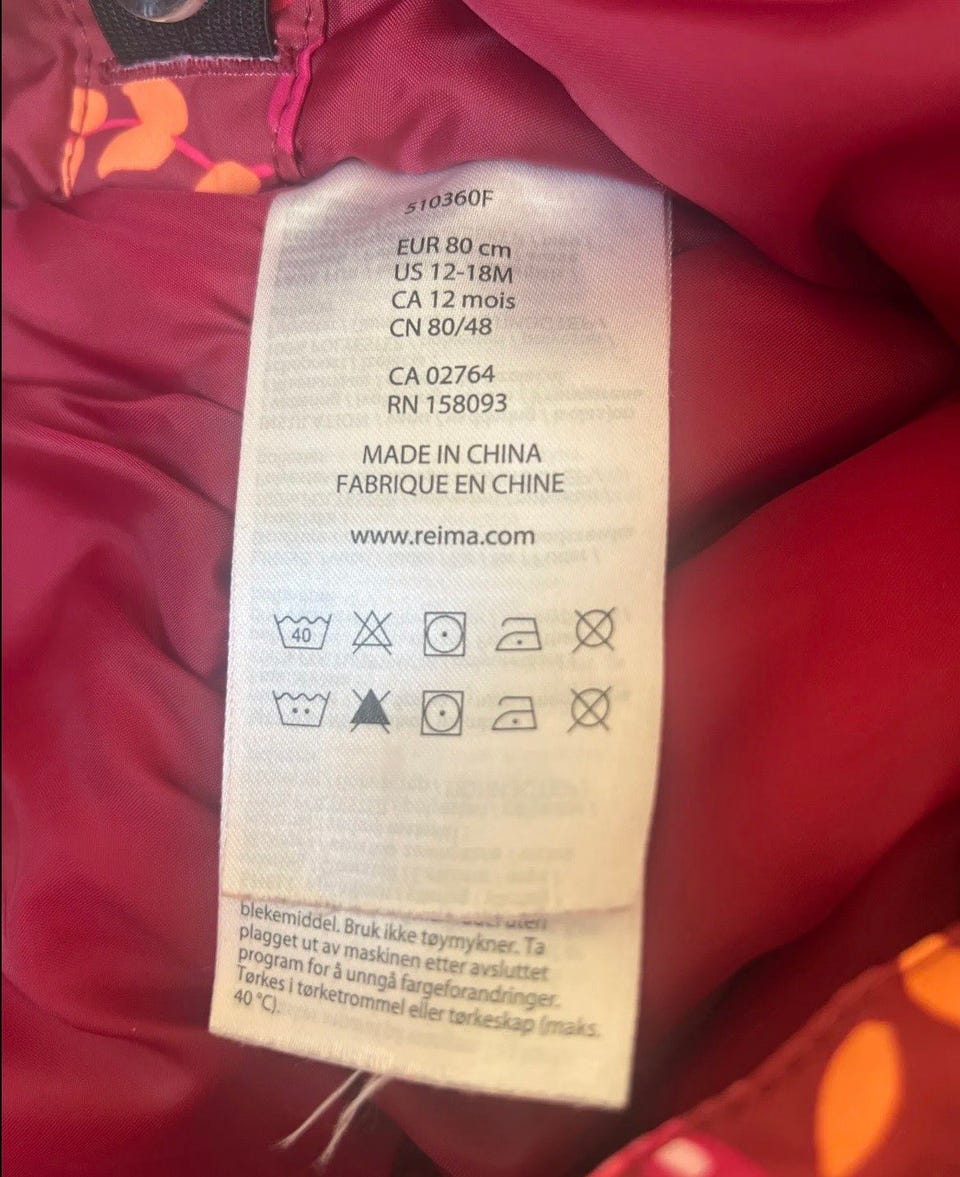 510360F
EUR 80 cm
US 12-18M
CA 12 mois
CN 80/48
CA 02764
RN 158093
MADE IN CHINA
FABRIQUE EN CHINE
www.reima.com
40
blekemiddel. Bruk ikke tøymykner. Ta
plagget ut av maskinen etter avsluttet
program for å unngå fargeforandringer.
Tørkes i tørketrommel eller tørkeskap (maks.
40 °C).